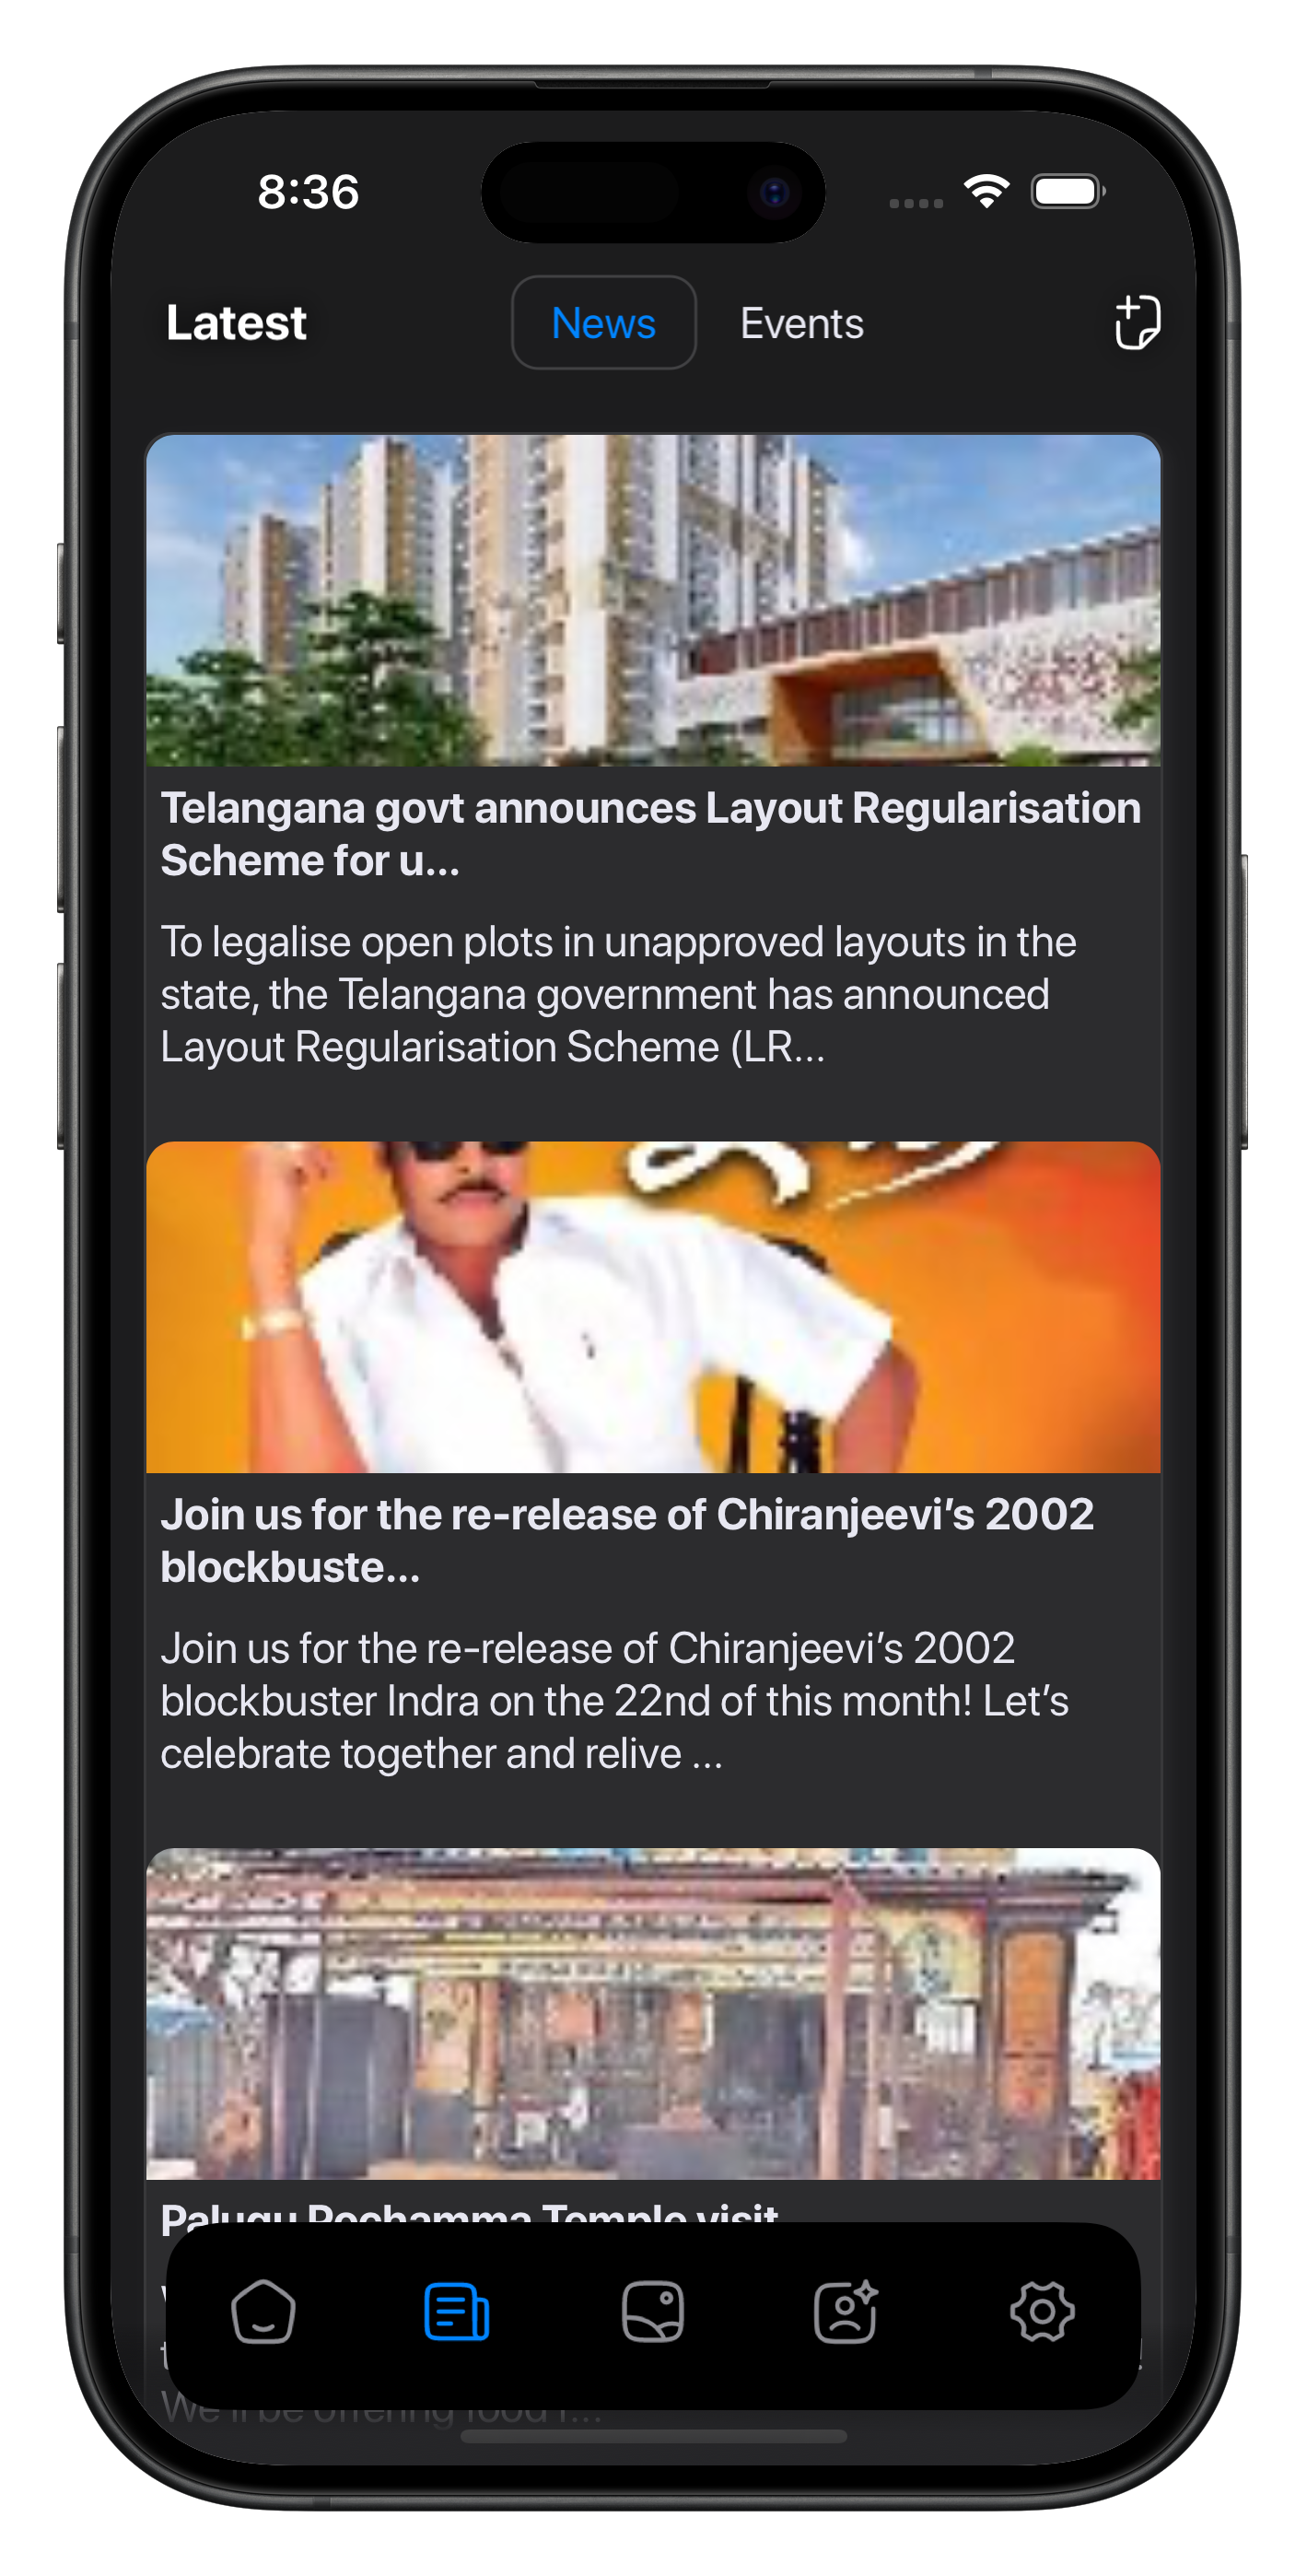 8:36
Latest
News
Events
Telangana govt announces Layout Regularisation
Scheme for u...
To legalise open plots in unapproved layouts in the
state, the Telangana government has announced
Layout Regularisation Scheme (LR...
Join us for the re-release of Chiranjeevi’s 2002
blockbuste...
Join us for the re-release of Chiranjeevi’s 2002
blockbuster Indra on the 22nd of this month! Let’s
celebrate together and relive ...
Palugu Pochamma Temple visit
We'll be offering food f...